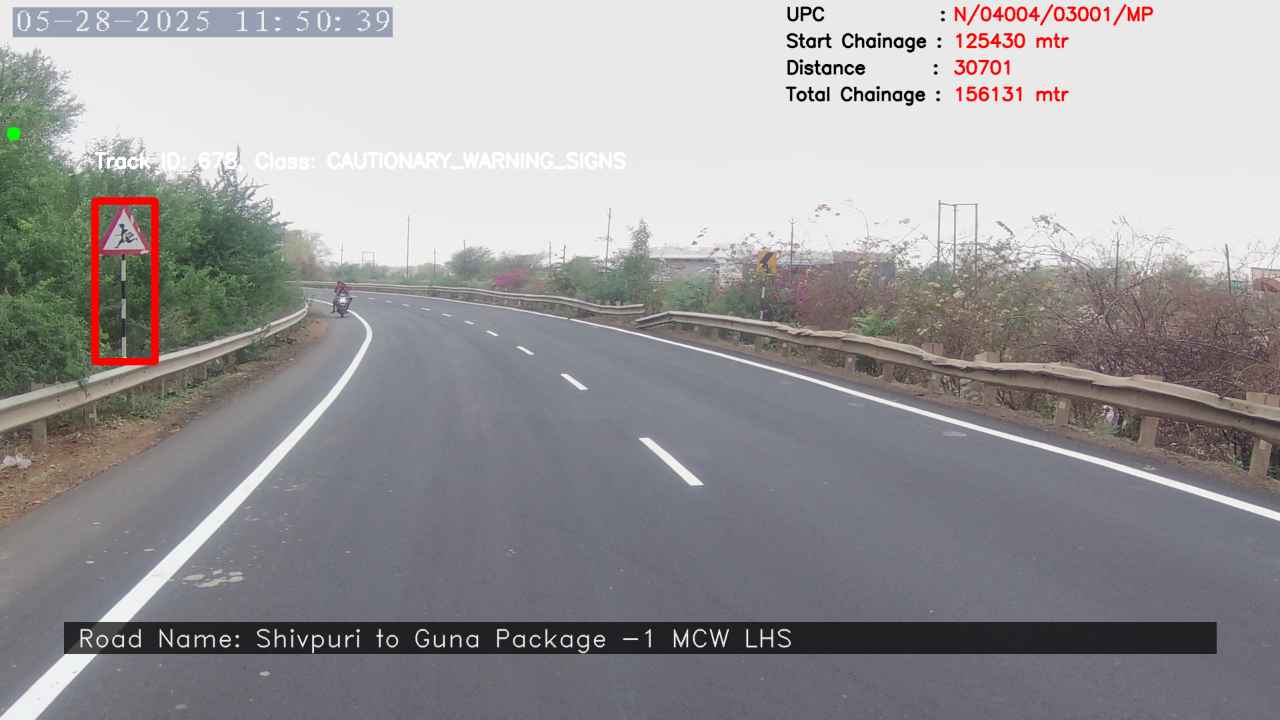 05-28-2025 11:50:39
UPC : N/04004/03001/MP
Start Chainage : 125430 mtr
Distance : 30701
Total Chainage : 156131 mtr
Track ID: 678, Class: CAUTIONARY_WARNING_SIGNS
Road Name: Shivpuri to Guna Package -1 MCW LHS